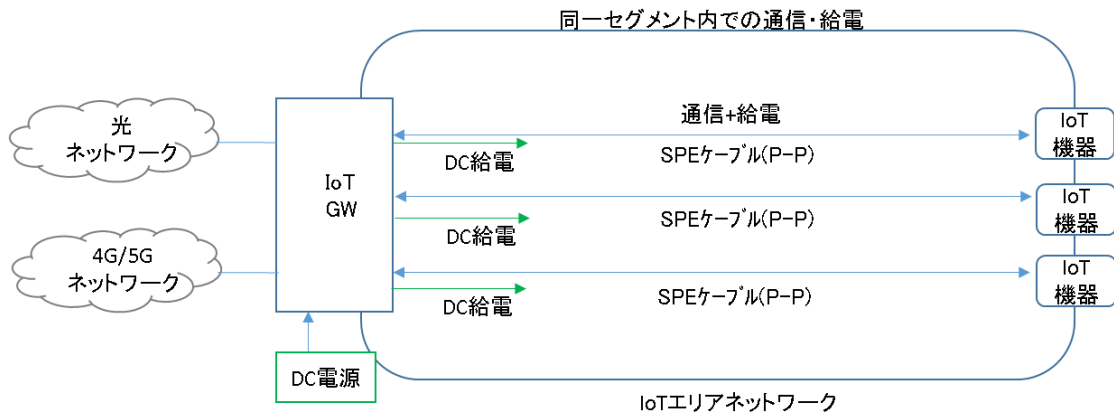 同一セグメント内での通信・給電
光
ネットワーク
4G/5G
ネットワーク
IoT
GW
DC電源
通信+給電
DC給電
SPEｹｰﾌﾞﾙ(P-P)
DC給電
SPEｹｰﾌﾞﾙ(P-P)
DC給電
SPEｹｰﾌﾞﾙ(P-P)
IoT
機器
IoT
機器
IoT
機器
IoTエリアネットワーク